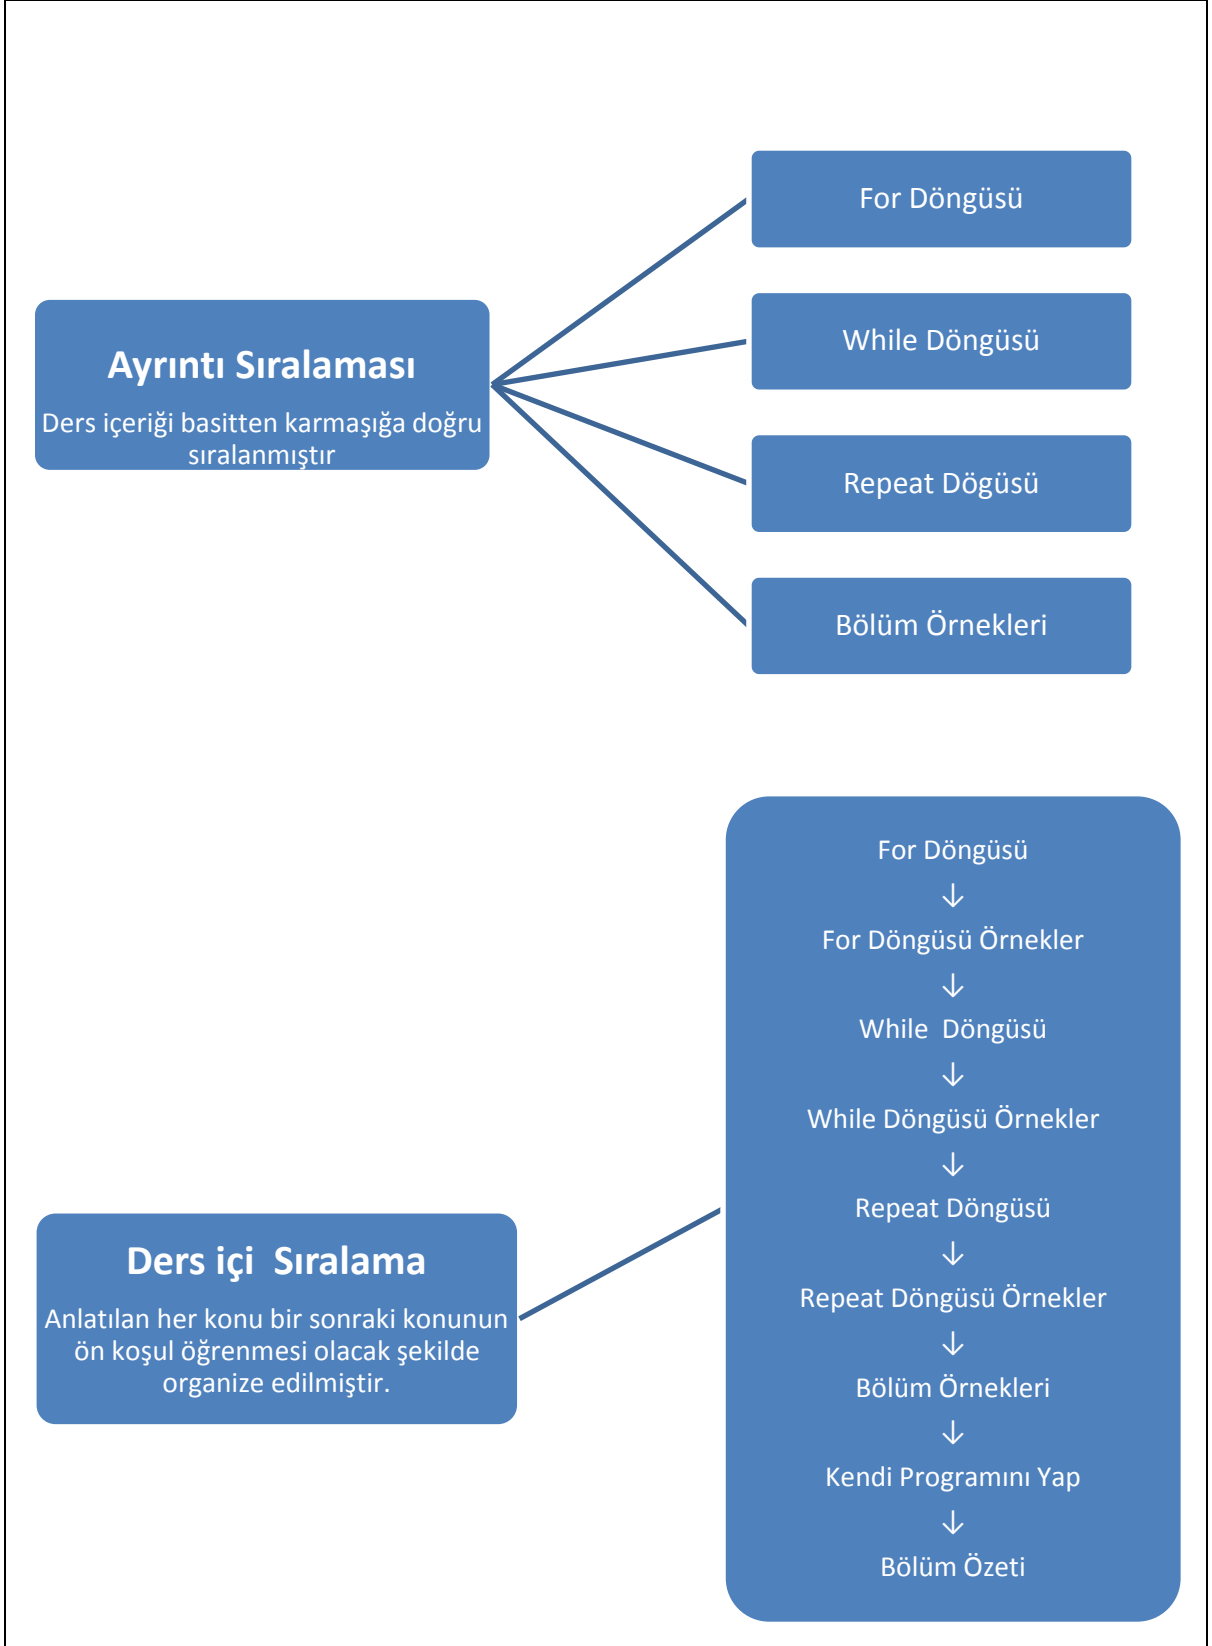 Ayrıntı Sıralaması
Ders içeriği basitten karmaşığa doğru
sıralanmıştır
For Döngüsü
While Döngüsü
Repeat Dögüsü
Bölüm Örnekleri
Ders içi  Sıralama
Anlatılan her konu bir sonraki konunun
ön koşul öğrenmesi olacak şekilde
organize edilmiştir.
For Döngüsü
↓
For Döngüsü Örnekler
↓
While  Döngüsü
↓
While Döngüsü Örnekler
↓
Repeat Döngüsü
↓
Repeat Döngüsü Örnekler
↓
Bölüm Örnekleri
↓
Kendi Programını Yap
↓
Bölüm Özeti